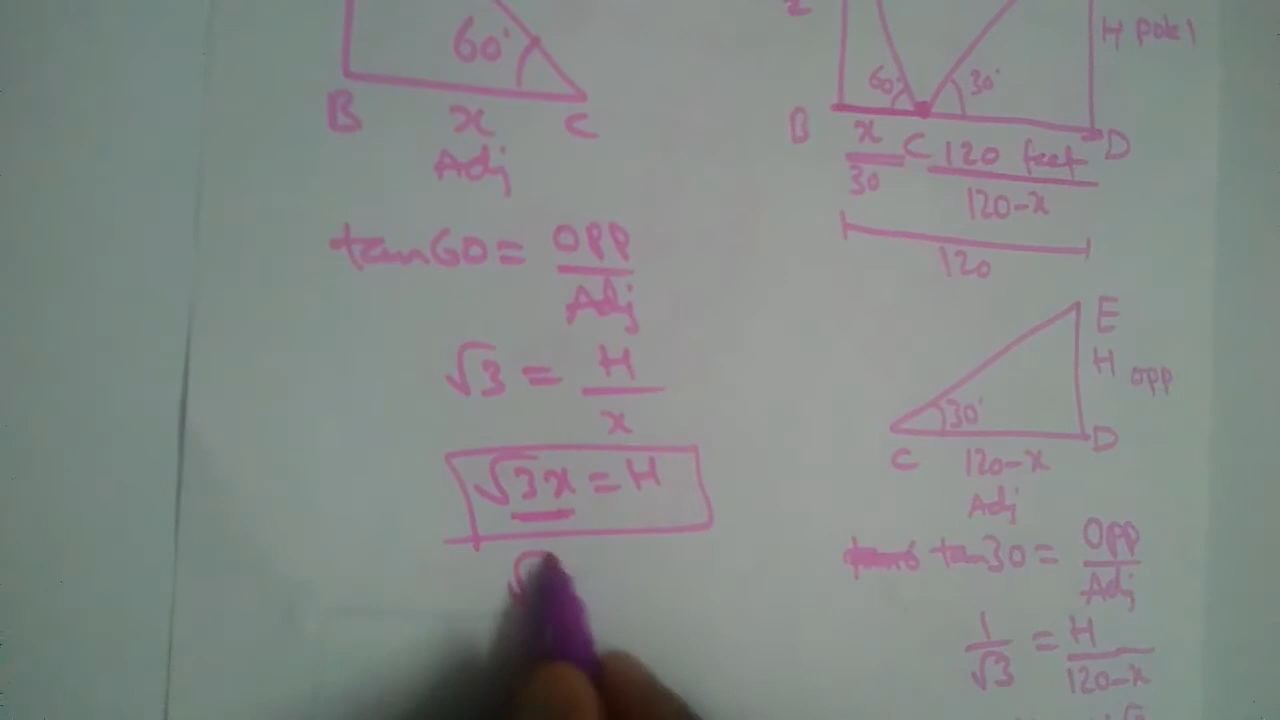 60°
B x C
Adj
tan60 = opp/Adj
√3 = H/x
√3x = H
√
H pole 1
60° 30°
B x/30 C 120 feet/120-x D
120
E
H opp
30°
C 120-x D
Adj
tan30 = opp/Adj
1/√3 = H/120-x